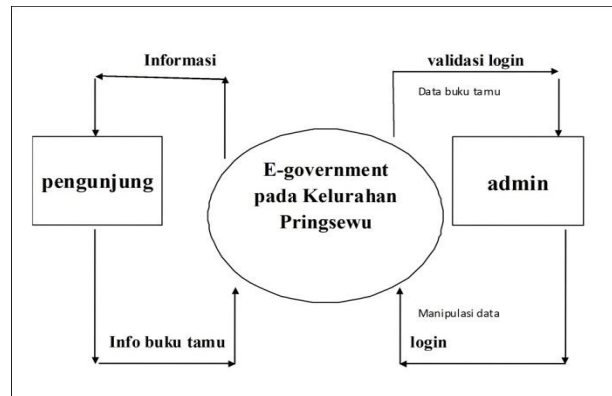 Informasi
validasi login
Data buku tamu
pengunjung
E-government
pada Kelurahan
Pringsewu
admin
Info buku tamu
Manipulasi data
login